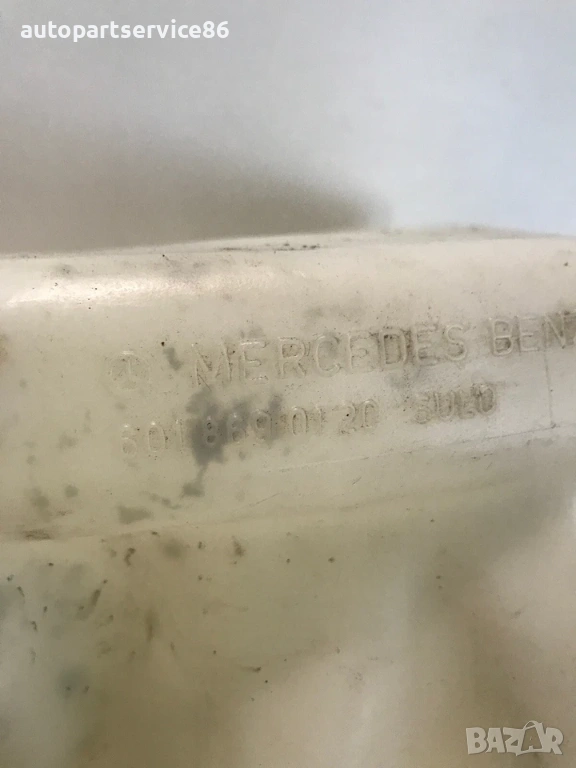 autopartservice86
MERCEDES BEN
601 869 01 20
BAZAR